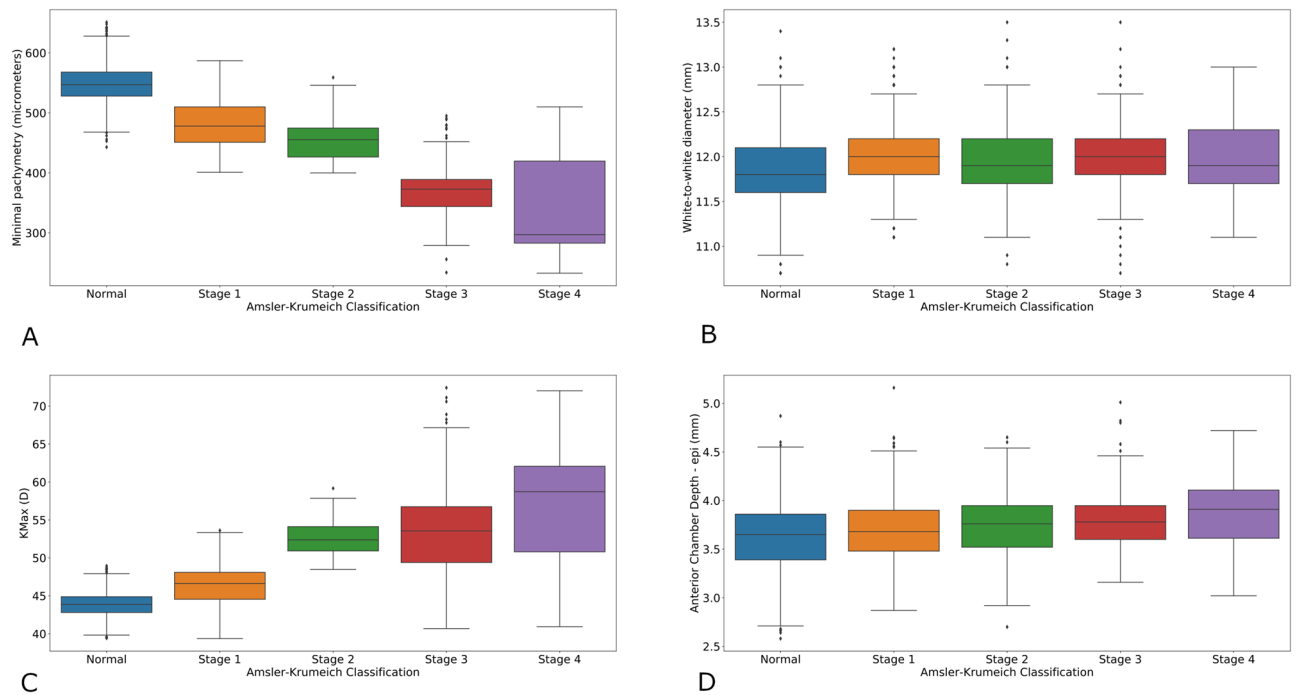 Minimal pachymetry (micrometers)
600
500
400
300
Normal Stage 1 Stage 2 Stage 3 Stage 4
Amsler-Krumeich Classification
A
White-to-white diameter (mm)
13.5
13.0
12.5
12.0
11.5
11.0
Normal Stage 1 Stage 2 Stage 3 Stage 4
Amsler-Krumeich Classification
B
KMax (D)
70
65
60
55
50
45
40
Normal Stage 1 Stage 2 Stage 3 Stage 4
Amsler-Krumeich Classification
C
Anterior Chamber Depth - epi (mm)
5.0
4.5
4.0
3.5
3.0
2.5
Normal Stage 1 Stage 2 Stage 3 Stage 4
Amsler-Krumeich Classification
D